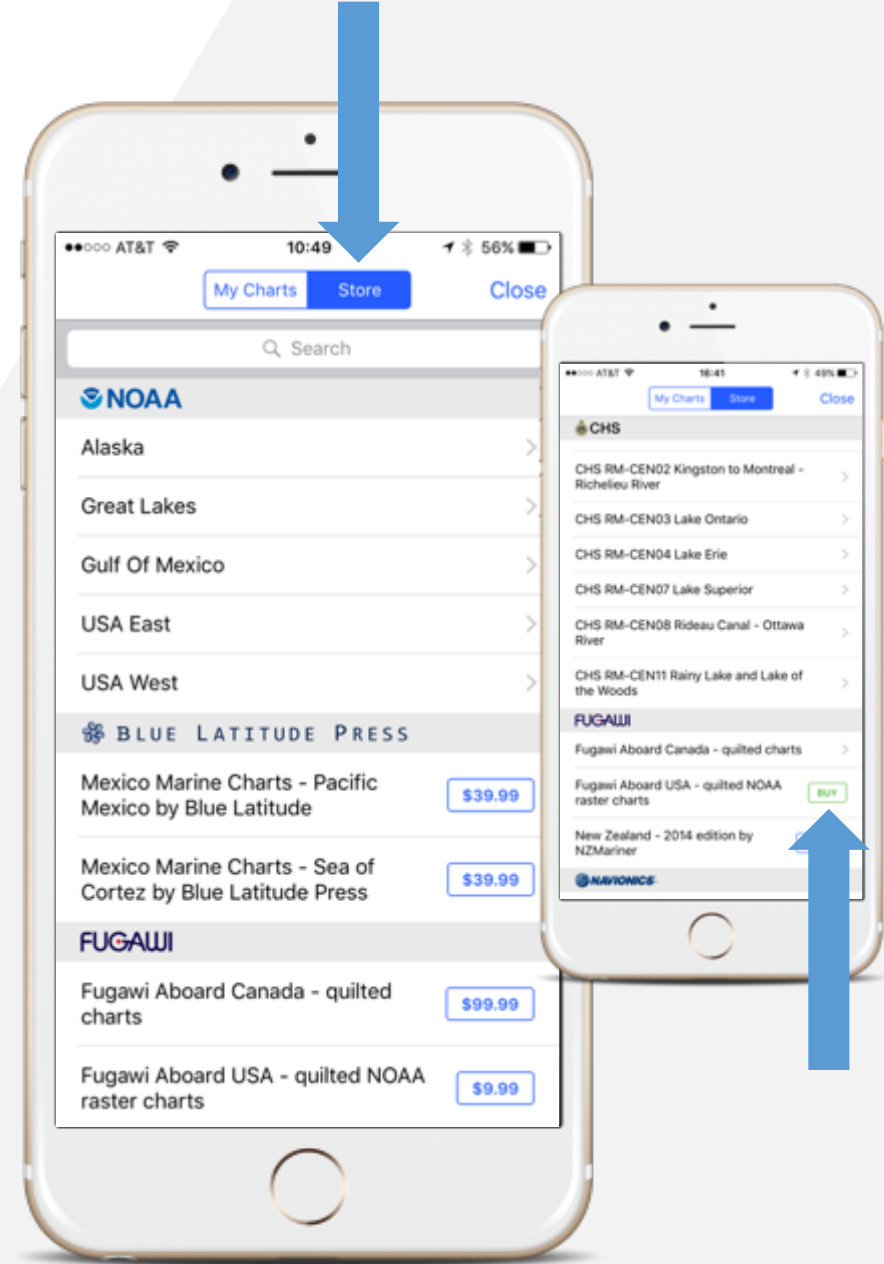 AT&T
10:49
56%
My Charts
Store
Close
Search
NOAA
Alaska
Great Lakes
Gulf Of Mexico
USA East
USA West
BLUE LATITUDE PRESS
Mexico Marine Charts - Pacific
Mexico by Blue Latitude
$39.99
Mexico Marine Charts - Sea of
Cortez by Blue Latitude Press
$39.99
FUGAWI
Fugawi Aboard Canada - quilted
charts
$99.99
Fugawi Aboard USA - quilted NOAA
raster charts
$9.99
AT&T
16:41
49%
My Charts
Store
Close
CHS
CHS RM-CEN02 Kingston to Montreal -
Richelieu River
CHS RM-CEN03 Lake Ontario
CHS RM-CEN04 Lake Erie
CHS RM-CEN07 Lake Superior
CHS RM-CEN08 Rideau Canal - Ottawa
River
CHS RM-CEN11 Rainy Lake and Lake of
the Woods
FUGAWI
Fugawi Aboard Canada - quilted charts
Fugawi Aboard USA - quilted NOAA
raster charts
BUY
New Zealand - 2014 edition by
NZMariner
NAVIONICS